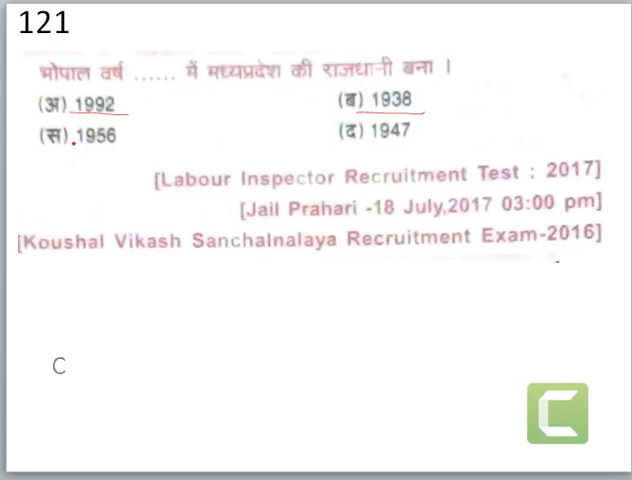 121
भोपाल वर्ष ...... में मध्यप्रदेश की राजधानी बना ।
(अ) 1992 (ब) 1938
(स) 1956 (द) 1947
[Labour Inspector Recruitment Test : 2017]
[Jail Prahari -18 July,2017 03:00 pm]
[Koushal Vikash Sanchalnalaya Recruitment Exam-2016]
C